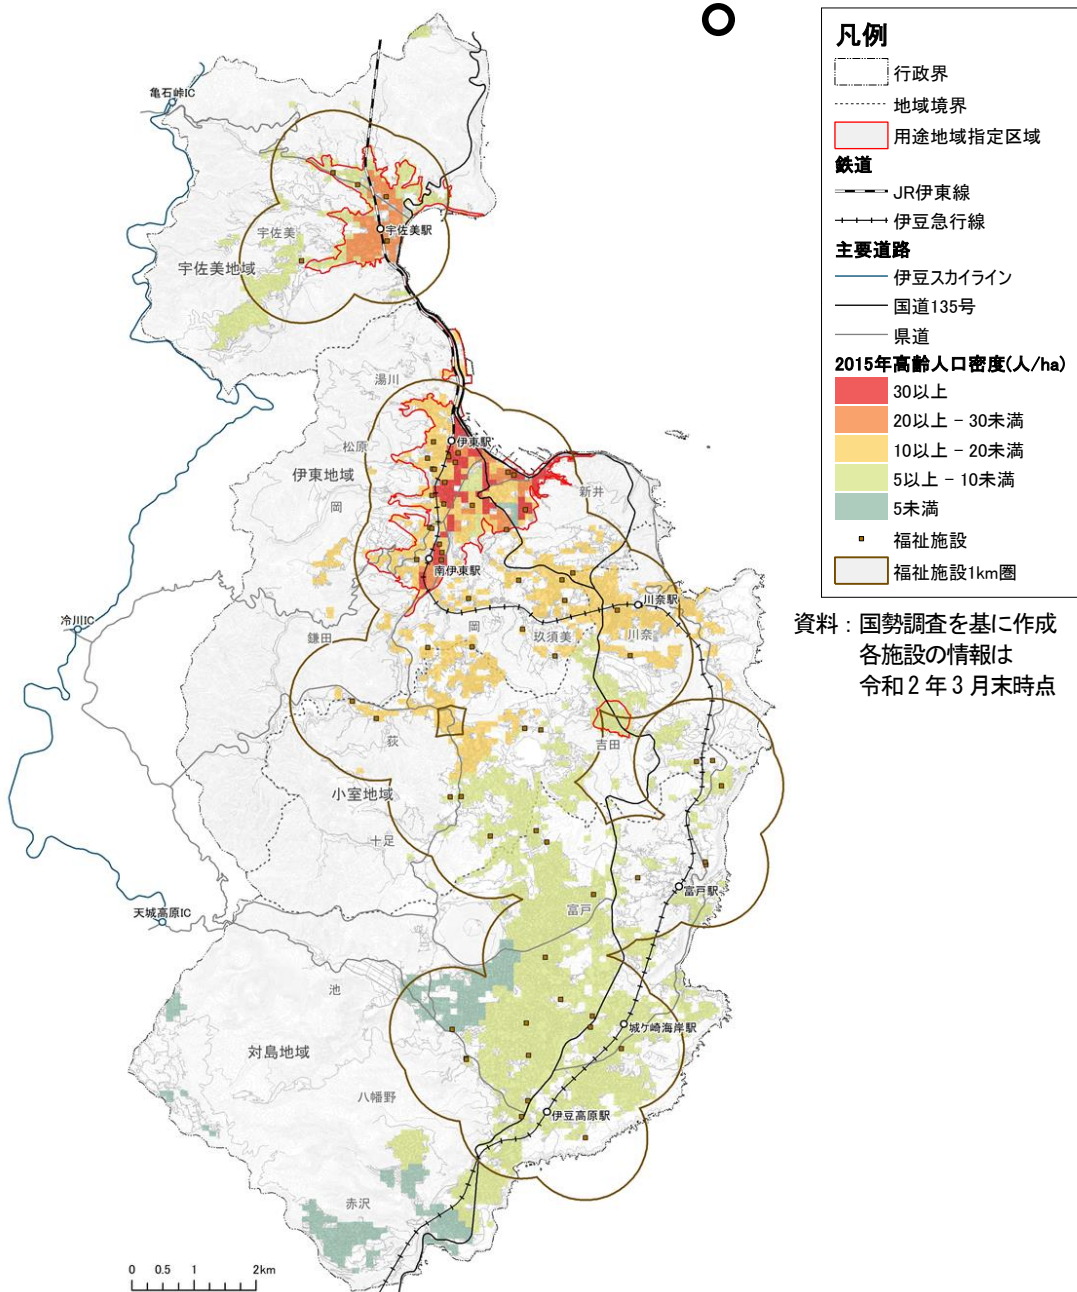 凡例
行政界
地域境界
用途地域指定区域
鉄道
JR伊東線
伊豆急行線
主要道路
伊豆スカイライン
国道135号
県道
2015年高齢人口密度(人/ha)
30以上
20以上 − 30未満
10以上 − 20未満
5以上 − 10未満
5未満
福祉施設
福祉施設1km圏
資料：国勢調査を基に作成
各施設の情報は
令和２年３月末時点
亀石峠IC
宇佐美駅
宇佐美
宇佐美地域
湯川
伊東駅
松原
伊東地域
岡
新井
南伊東駅
冷川IC
川奈駅
鎌田
岡
玖須美
川奈
荻
吉田
小室地域
十足
富戸駅
富戸
天城高原IC
池
城ケ崎海岸駅
対島地域
八幡野
伊豆高原駅
赤沢
0 0.5 1 2km